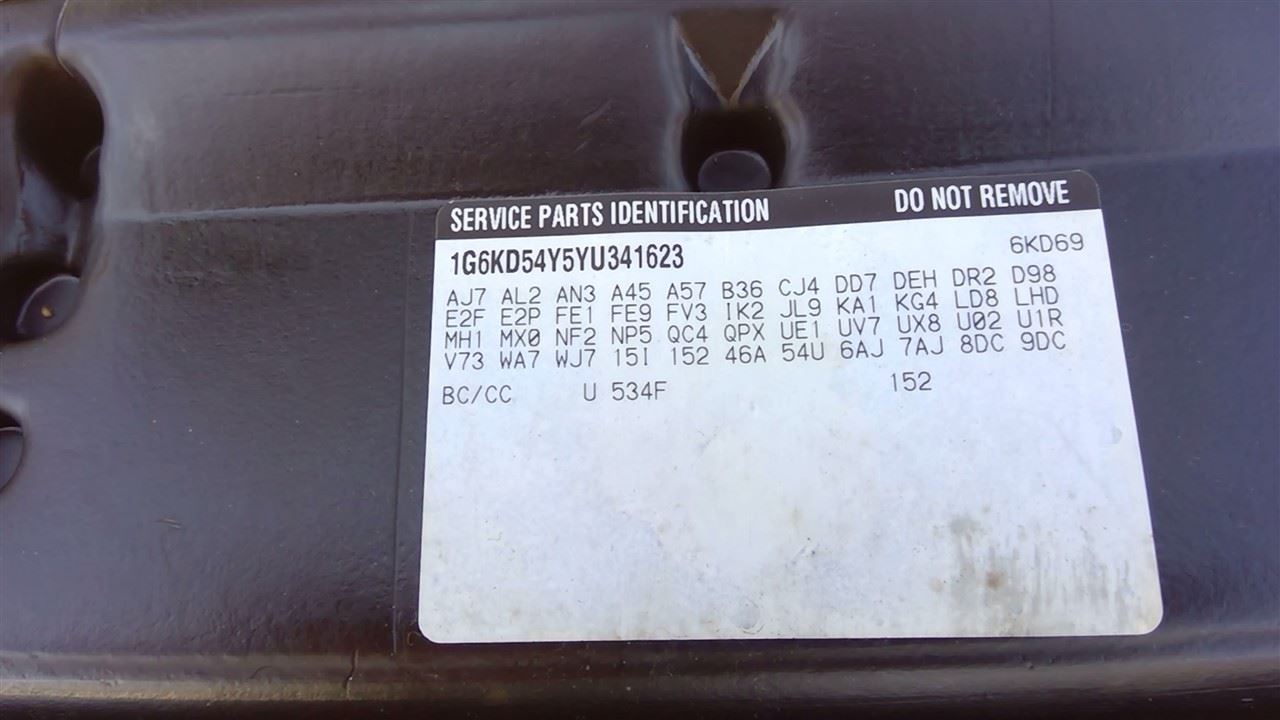 SERVICE PARTS IDENTIFICATION DO NOT REMOVE
1G6KD54Y5YU341623 6KD69
AJ7 AL2 AN3 A45 A57 B36 CJ4 DD7 DEH DR2 D98
E2F E2P FE1 FE9 FV3 IK2 JL9 KA1 KG4 LD8 LHD
MH1 MX0 NF2 NP5 QC4 QPX UE1 UV7 UX8 U02 U1R
V73 WA7 WJ7 15I 152 46A 54U 6AJ 7AJ 8DC 9DC
BC/CC U 534F 152